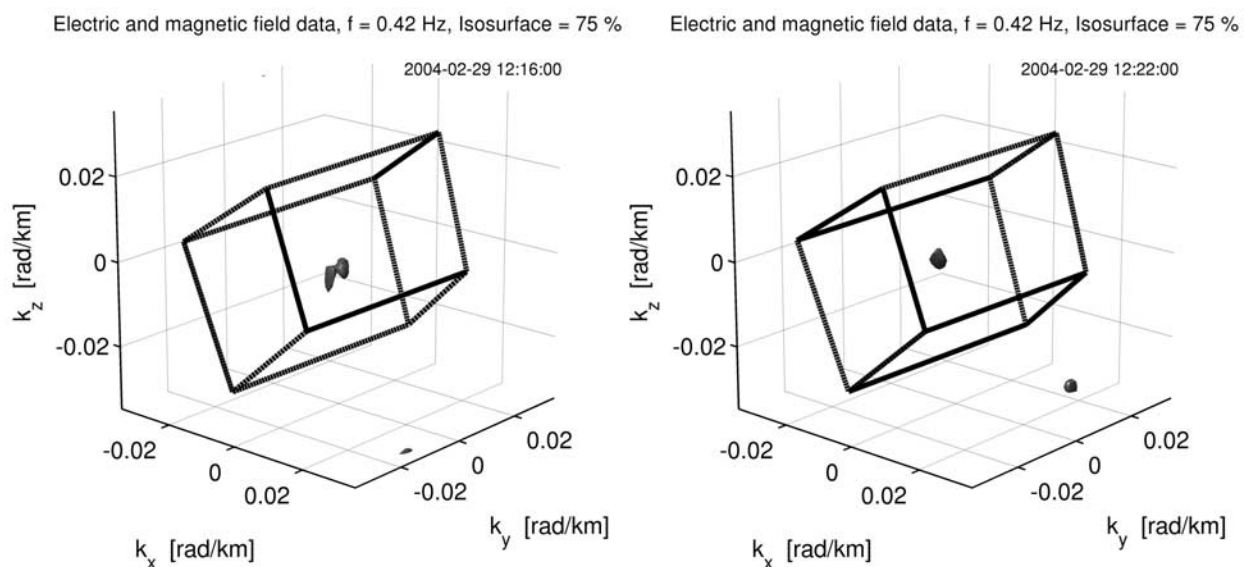 Electric and magnetic field data, f = 0.42 Hz, Isosurface = 75 %
2004-02-29 12:16:00
0.02
0
-0.02
k_z [rad/km]
-0.02
0
0.02
k_x [rad/km]
-0.02
0
0.02
k_y [rad/km]
Electric and magnetic field data, f = 0.42 Hz, Isosurface = 75 %
2004-02-29 12:22:00
0.02
0
-0.02
k_z [rad/km]
-0.02
0
0.02
k_x [rad/km]
-0.02
0
0.02
k_y [rad/km]